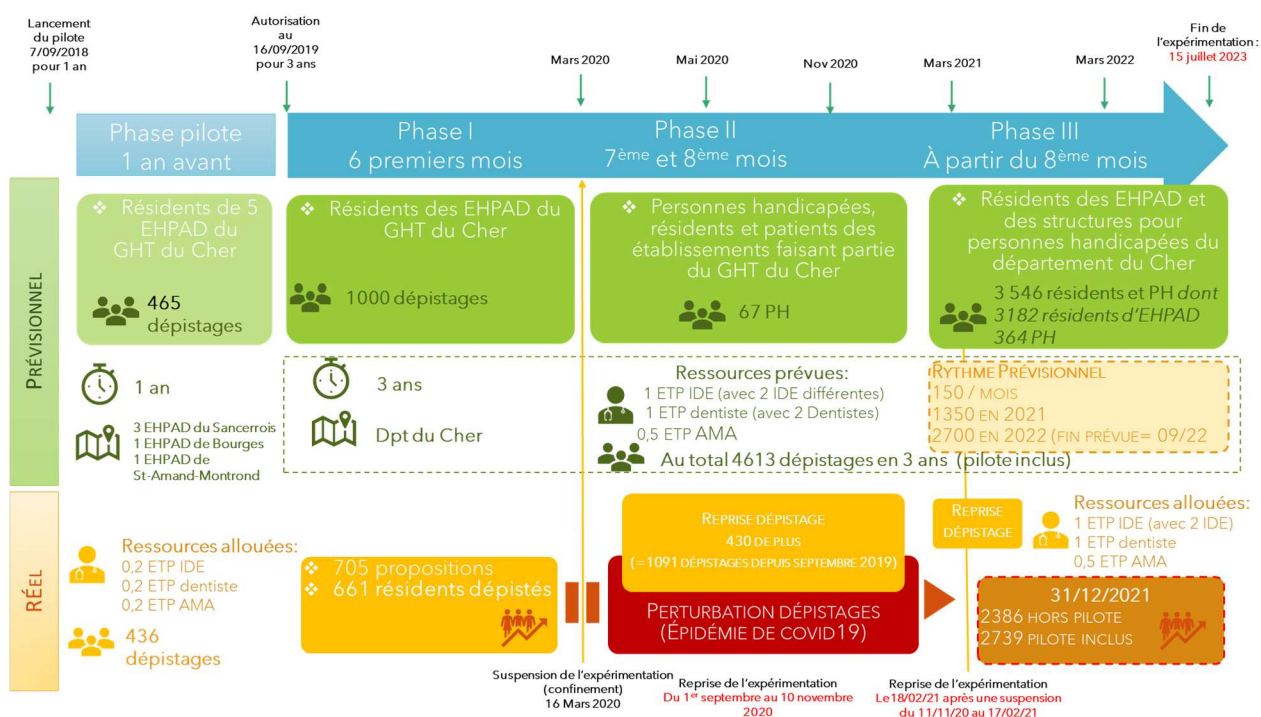 Lancement
du pilote
7/09/2018
pour 1 an
Autorisation
au
16/09/2019
pour 3 ans
Mars 2020
Mai 2020
Nov 2020
Mars 2021
Mars 2022
Fin de
l'expérimentation :
15 juillet 2023
Phase pilote
1 an avant
Phase I
6 premiers mois
Phase II
7ème et 8ème mois
Phase III
À partir du 8ème mois
PRÉVISIONNEL
❖ Résidents de 5
EHPAD du
GHT du Cher
465
dépistages
❖ Résidents des EHPAD du
GHT du Cher
1000 dépistages
❖ Personnes handicapées,
résidents et patients des
établissements faisant partie
du GHT du Cher
67 PH
❖ Résidents des EHPAD et
des structures pour
personnes handicapées du
département du Cher
3 546 résidents et PH dont
3182 résidents d'EHPAD
364 PH
1 an
3 EHPAD du Sancerrois
1 EHPAD de Bourges
1 EHPAD de
St-Amand-Montrond
3 ans
Dpt du Cher
Ressources prévues:
1 ETP IDE (avec 2 IDE différentes)
1 ETP dentiste (avec 2 Dentistes)
0,5 ETP AMA
Au total 4613 dépistages en 3 ans (pilote inclus)
RYTHME PRÉVISIONNEL
150 / MOIS
1350 EN 2021
2700 EN 2022 (FIN PRÉVUE= 09/22
RÉEL
Ressources allouées:
0,2 ETP IDE
0,2 ETP dentiste
0,2 ETP AMA
436
dépistages
❖ 705 propositions
❖ 661 résidents dépistés
REPRISE DÉPISTAGE
430 DE PLUS
(=1091 DÉPISTAGES DEPUIS SEPTEMBRE 2019)
PERTURBATION DÉPISTAGES
(ÉPIDÉMIE DE COVID19)
REPRISE
DÉPISTAGE
Ressources allouées:
1 ETP IDE (avec 2 IDE)
1 ETP dentiste
0,5 ETP AMA
31/12/2021
2386 HORS PILOTE
2739 PILOTE INCLUS
Suspension de l'expérimentation
(confinement)
16 Mars 2020
Reprise de l'expérimentation
Du 1er septembre au 10 novembre
2020
Reprise de l'expérimentation
Le 18/02/21 après une suspension
du 11/11/20 au 17/02/21